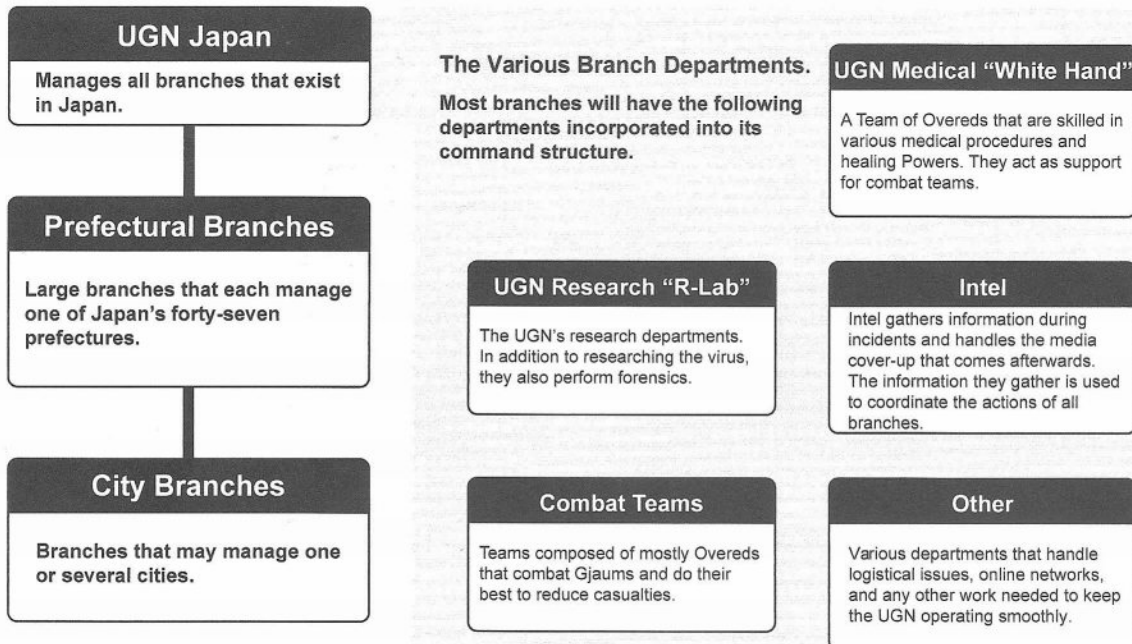 UGN Japan
Manages all branches that exist
in Japan.
Prefectural Branches
Large branches that each manage
one of Japan's forty-seven
prefectures.
City Branches
Branches that may manage one
or several cities.
The Various Branch Departments.
Most branches will have the following
departments incorporated into its
command structure.
UGN Medical “White Hand”
A Team of Overeds that are skilled in
various medical procedures and
healing Powers. They act as support
for combat teams.
UGN Research “R-Lab”
The UGN's research departments.
In addition to researching the virus,
they also perform forensics.
Intel
Intel gathers information during
incidents and handles the media
cover-up that comes afterwards.
The information they gather is used
to coordinate the actions of all
branches.
Combat Teams
Teams composed of mostly Overeds
that combat Gjaums and do their
best to reduce casualties.
Other
Various departments that handle
logistical issues, online networks,
and any other work needed to keep
the UGN operating smoothly.